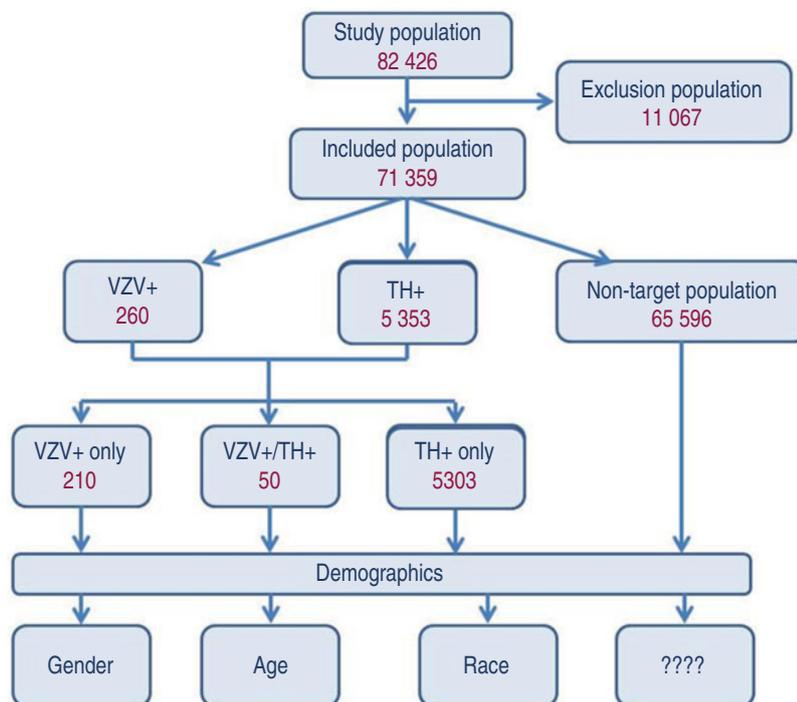 Study population
82 426
Exclusion population
11 067
Included population
71 359
VZV+
260
TH+
5 353
Non-target population
65 596
VZV+ only
210
VZV+/TH+
50
TH+ only
5303
Demographics
Gender
Age
Race
????